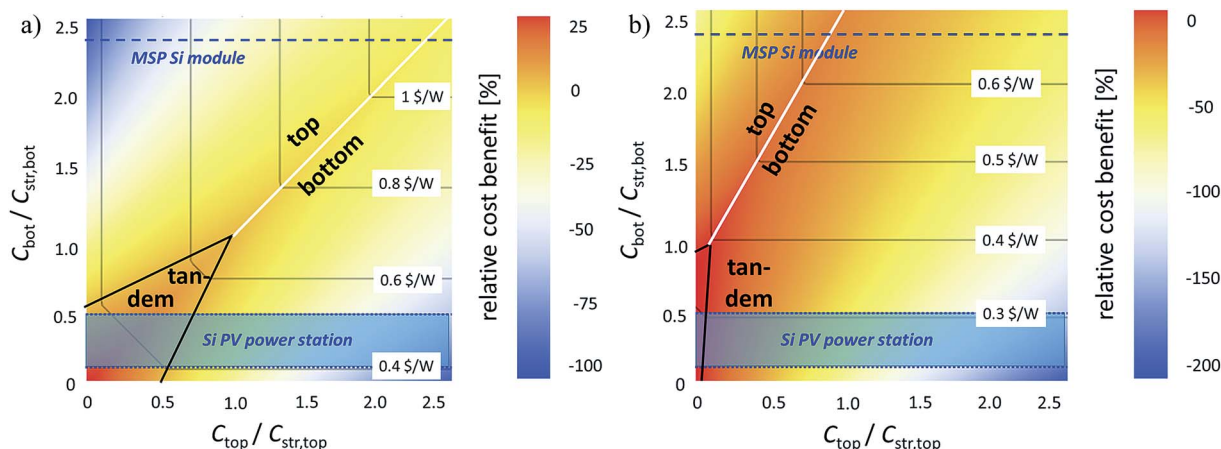 a)
2.5
2.0
1.5
1.0
0.5
0
C_bot / C_str,bot
MSP Si module
top
bottom
tan-
dem
1 $/W
0.8 $/W
0.6 $/W
0.4 $/W
Si PV power station
0
0.5
1.0
1.5
2.0
2.5
C_top / C_str,top
25
0
-25
-50
-75
-100
relative cost benefit [%]
b)
2.5
2.0
1.5
1.0
0.5
0
C_bot / C_str,bot
MSP Si module
top
bottom
tan-
dem
0.6 $/W
0.5 $/W
0.4 $/W
0.3 $/W
Si PV power station
0
0.5
1.0
1.5
2.0
2.5
C_top / C_str,top
0
-50
-100
-150
-200
relative cost benefit [%]